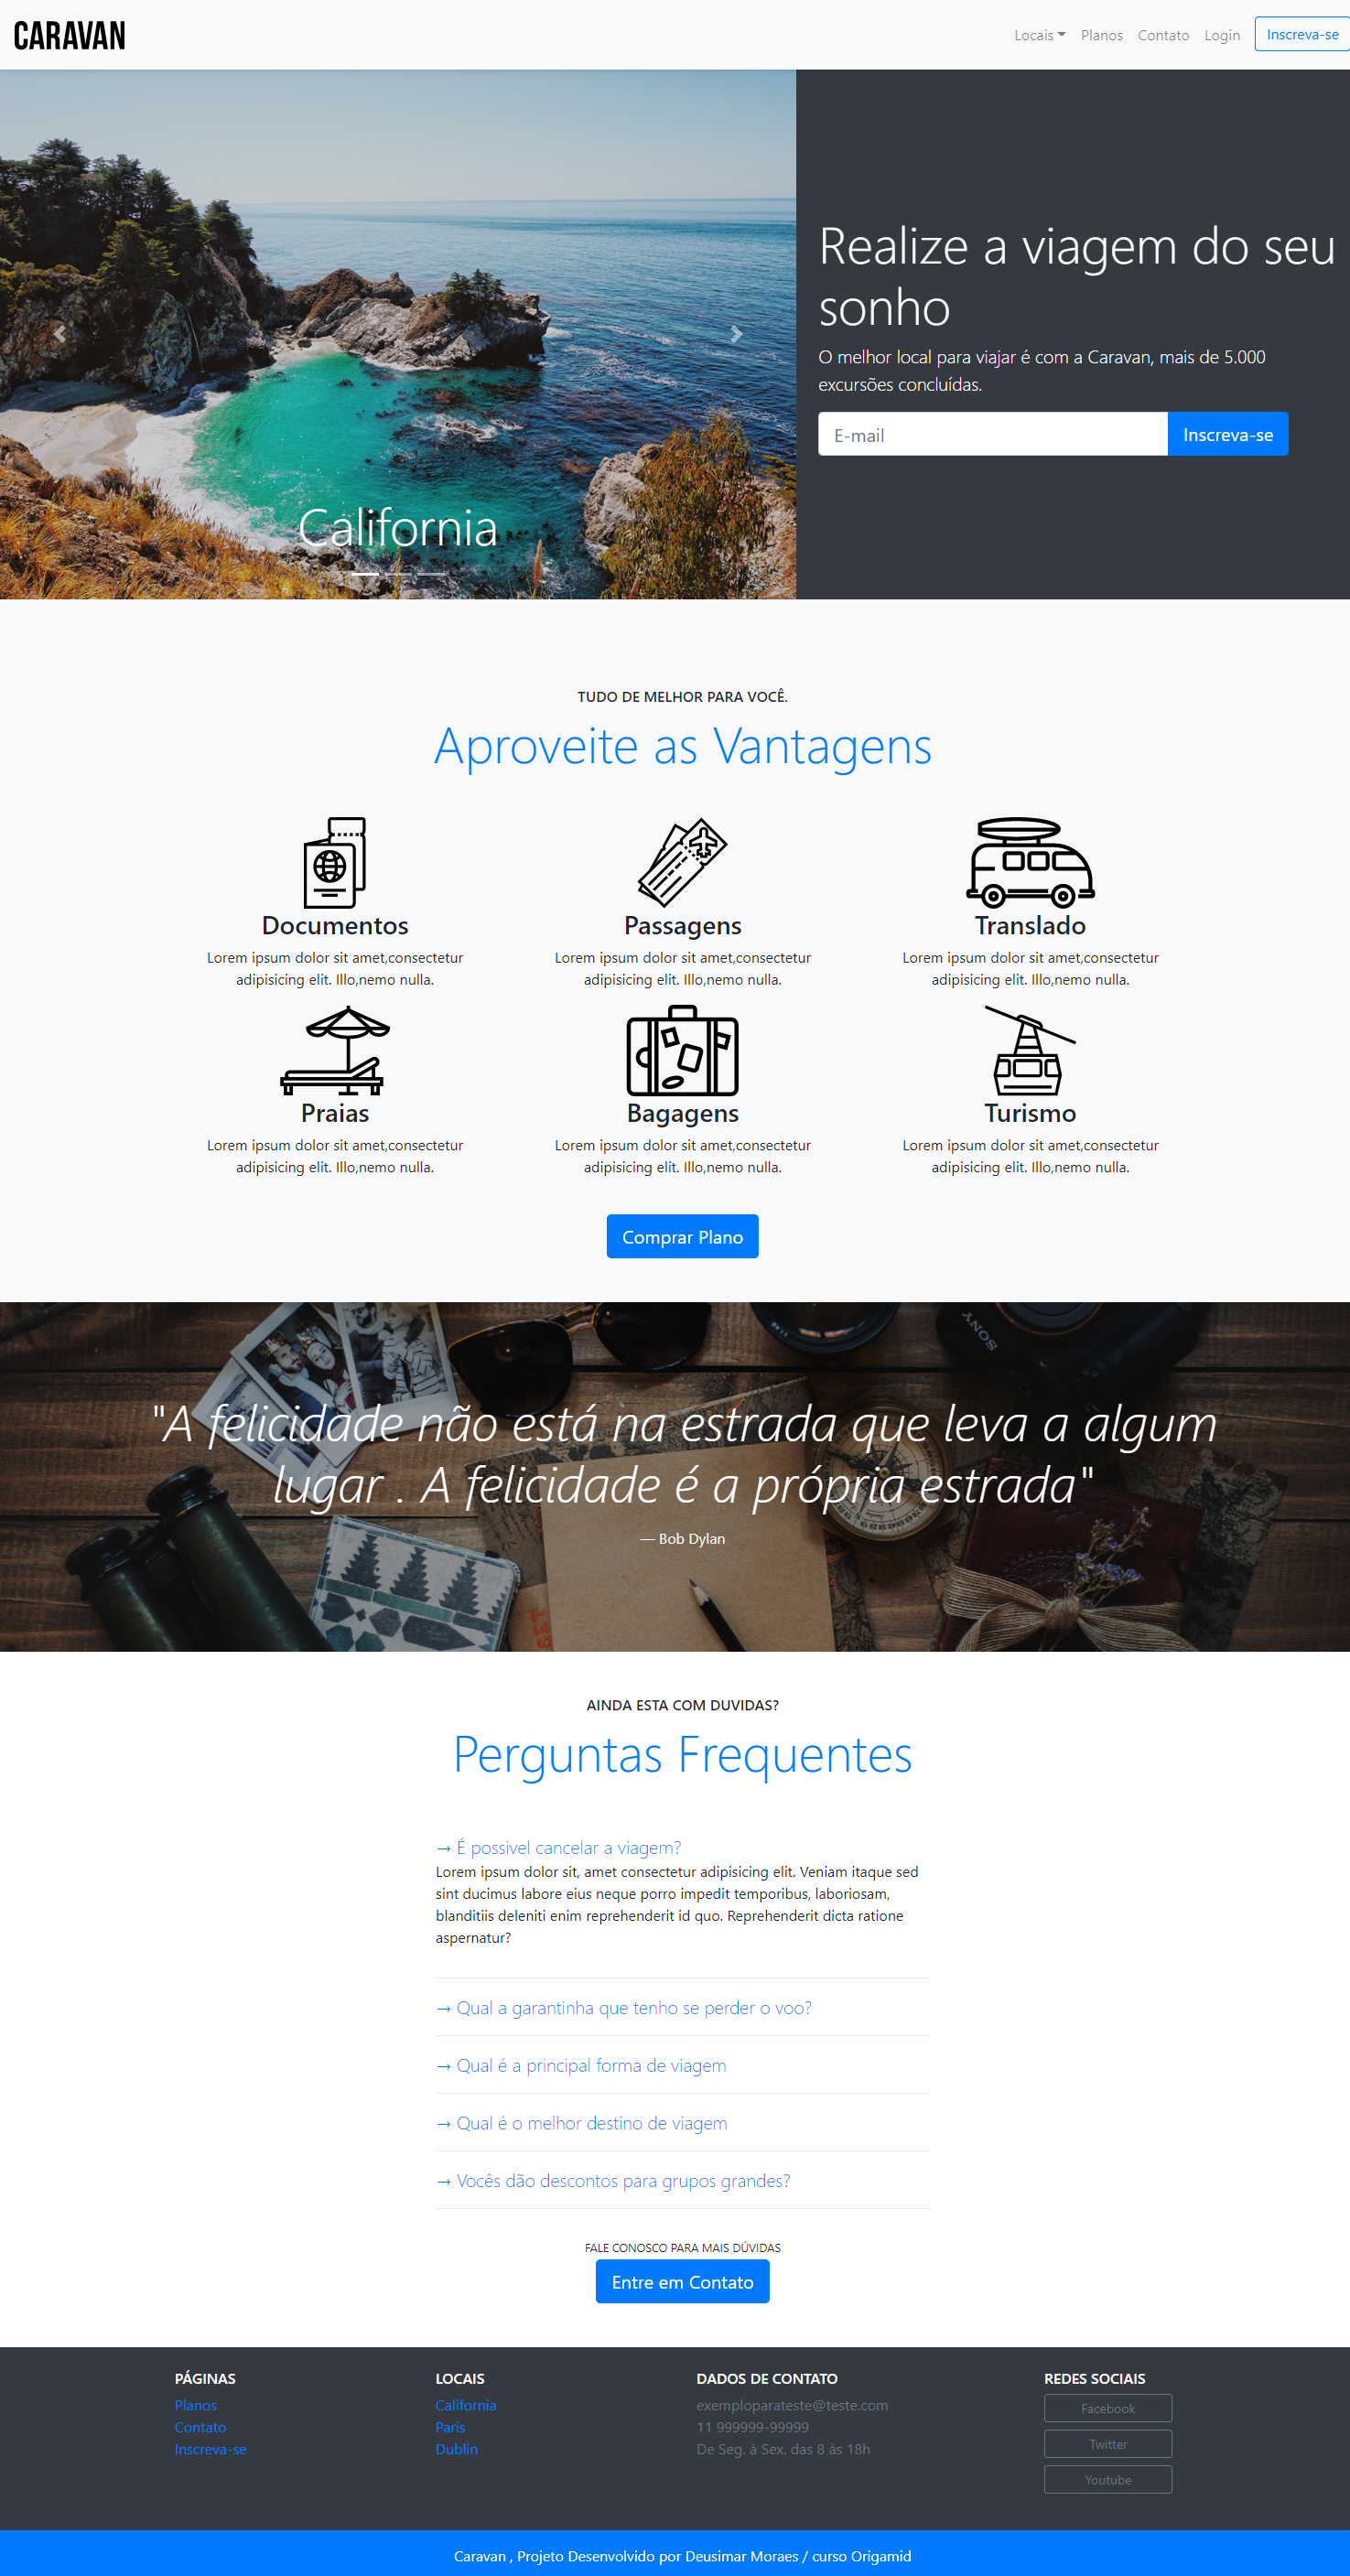 CARAVAN
Locais Planos Contato Login Inscreva-se
Realize a viagem do seu
sonho
O melhor local para viajar é com a Caravan, mais de 5.000
excursões concluídas.
E-mail Inscreva-se
California
TUDO DE MELHOR PARA VOCÊ.
Aproveite as Vantagens
Documentos
Lorem ipsum dolor sit amet,consectetur
adipisicing elit. Illo,nemo nulla.
Passagens
Lorem ipsum dolor sit amet,consectetur
adipisicing elit. Illo,nemo nulla.
Translado
Lorem ipsum dolor sit amet,consectetur
adipisicing elit. Illo,nemo nulla.
Praias
Lorem ipsum dolor sit amet,consectetur
adipisicing elit. Illo,nemo nulla.
Bagagens
Lorem ipsum dolor sit amet,consectetur
adipisicing elit. Illo,nemo nulla.
Turismo
Lorem ipsum dolor sit amet,consectetur
adipisicing elit. Illo,nemo nulla.
Comprar Plano
SONY
"A felicidade não está na estrada que leva a algum
lugar . A felicidade é a própria estrada"
— Bob Dylan
SET
AINDA ESTA COM DUVIDAS?
Perguntas Frequentes
→ É possivel cancelar a viagem?
Lorem ipsum dolor sit, amet consectetur adipisicing elit. Veniam itaque sed
sint ducimus labore eius neque porro impedit temporibus, laboriosam,
blanditiis deleniti enim reprehenderit id quo. Reprehenderit dicta ratione
aspernatur?
→ Qual a garantinha que tenho se perder o voo?
→ Qual é a principal forma de viagem
→ Qual é o melhor destino de viagem
→ Vocês dão descontos para grupos grandes?
FALE CONOSCO PARA MAIS DÚVIDAS
Entre em Contato
PÁGINAS
Planos
Contato
Inscreva-se
LOCAIS
California
Paris
Dublin
DADOS DE CONTATO
exemploparateste@teste.com
11 999999-99999
De Seg. à Sex. das 8 às 18h
REDES SOCIAIS
Facebook
Twitter
Youtube
Caravan , Projeto Desenvolvido por Deusimar Moraes / curso Origamid